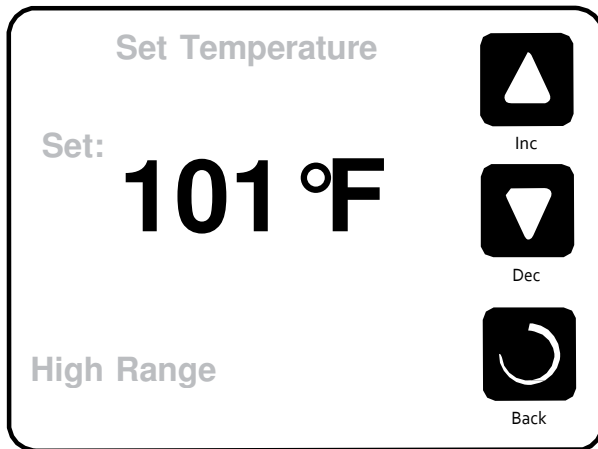 Set Temperature
Inc
Set:
101°F
Dec
High Range
Back